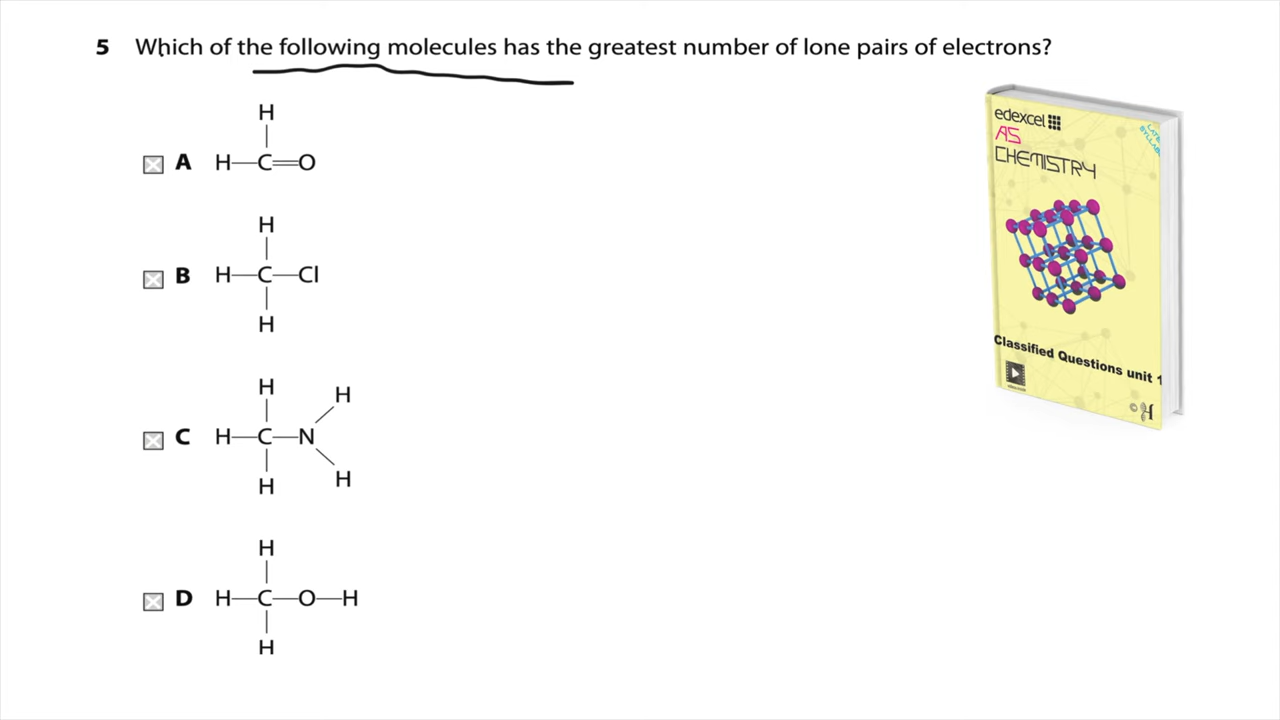 5 Which of the following molecules has the greatest number of lone pairs of electrons?
edexcel
AS
CHEMISTRY
H
A H—C=O
H
B H—C—Cl
H
H H
C H—C—N
H H
H
D H—C—O—H
H
Classified Questions unit 1
©